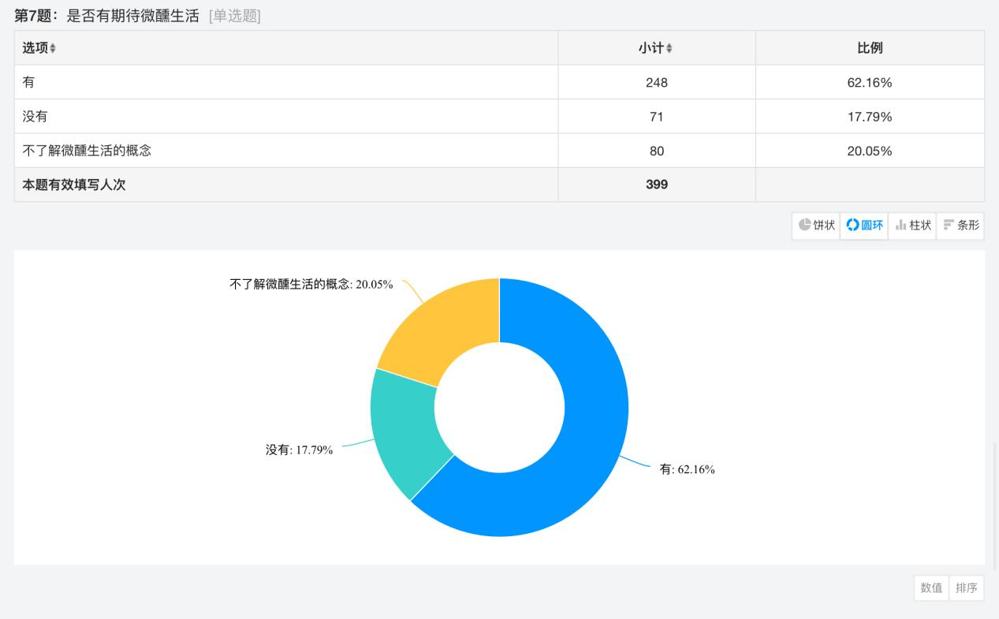 第7题： 是否有期待微醺生活 [单选题]
选项 小计 比例
有 248 62.16%
没有 71 17.79%
不了解微醺生活的概念 80 20.05%
本题有效填写人次 399
饼状 圆环 柱状 条形
不了解微醺生活的概念: 20.05%
没有: 17.79%
有: 62.16%
数值 排序